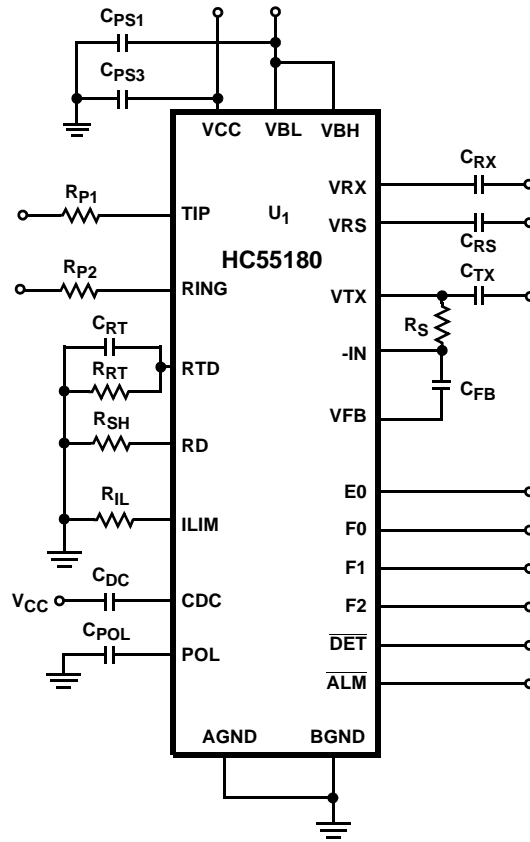 CPS1
CPS3
VCC VBL VBH
CRX
VRX
RP1
TIP
U1
VRS
CRS
HC55180
RP2
RING
CTX
VTX
CRT
RS
RTD
-IN
RRT
CFB
RSH
VFB
RD
RIL
E0
ILIM
F0
CDC
F1
VCC
CDC
F2
CPOL
POL
DET
ALM
AGND BGND